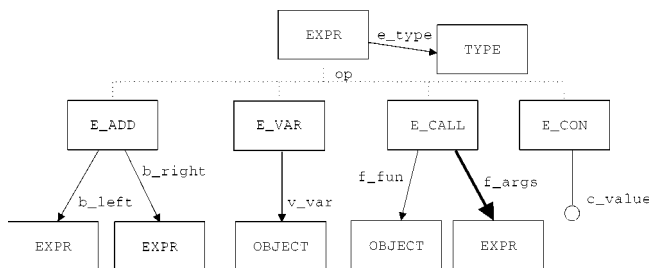 EXPR
e_type
TYPE
op
E_ADD
E_VAR
E_CALL
E_CON
b_left
b_right
v_var
f_fun
f_args
c_value
EXPR
EXPR
OBJECT
OBJECT
EXPR